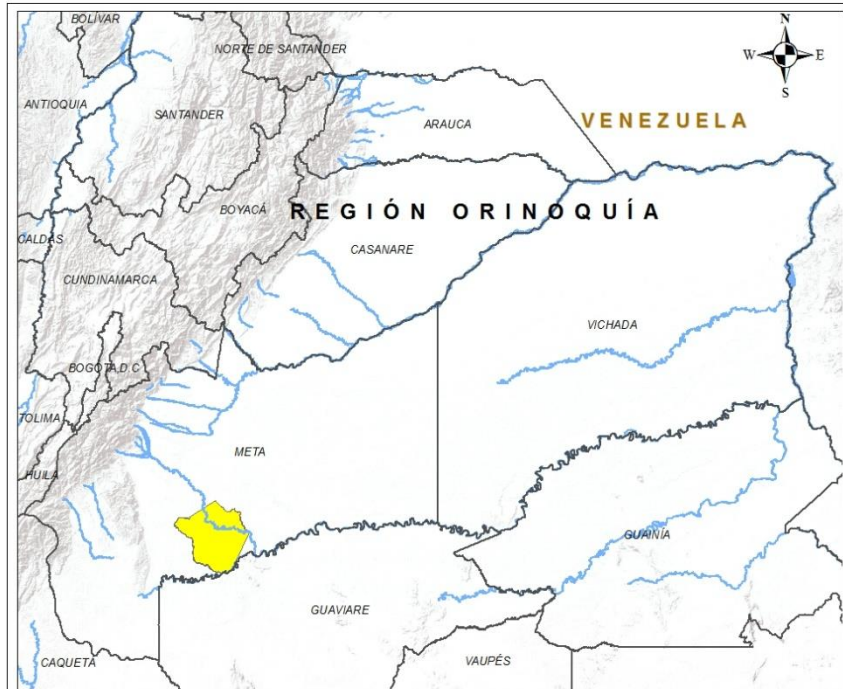 BOLÍVAR
N
NORTE DE SANTANDER
W E
S
ANTIOQUIA
SANTANDER
ARAUCA
VENEZUELA
BOYACÁ
REGIÓN ORINOQUÍA
CALDAS
CASANARE
CUNDINAMARCA
VICHADA
BOGOTÁ, D.C
TOLIMA
META
HUILA
GUAINÍA
GUAVIARE
CAQUETÁ
VAUPÉS